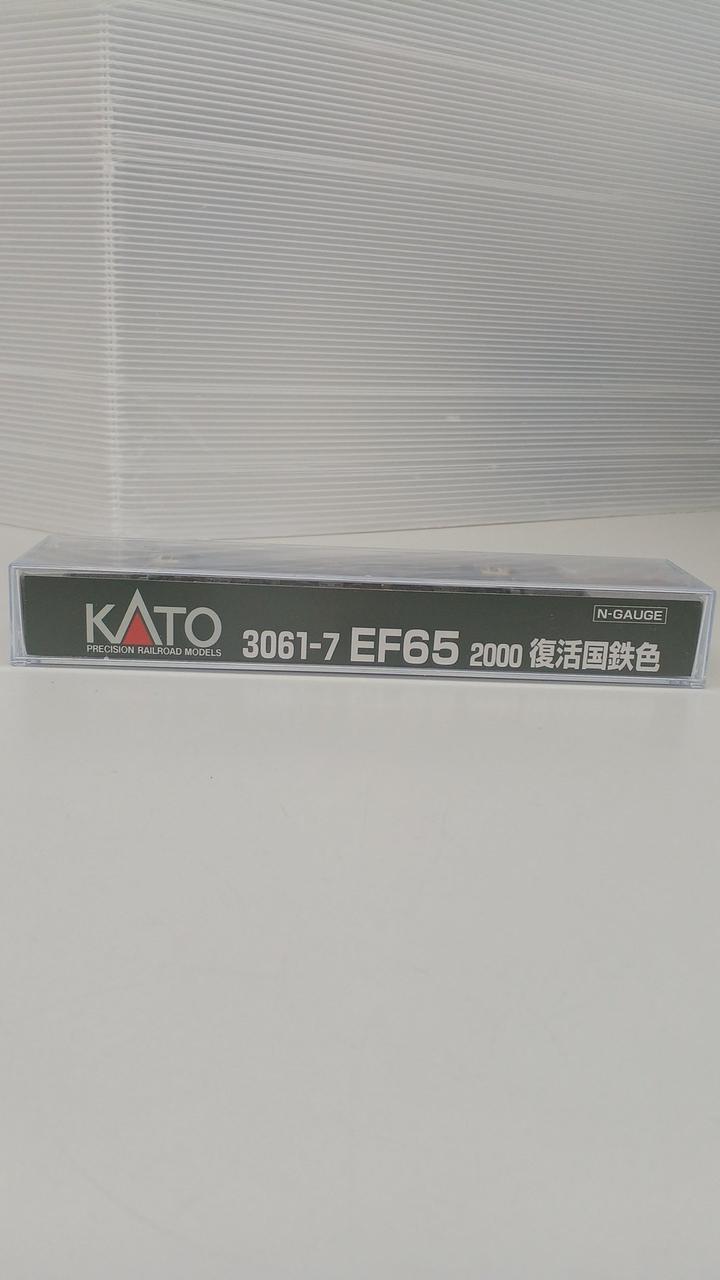 KATO
PRECISION RAILROAD MODELS
3061-7 EF65 2000 復活国鉄色
N-GAUGE